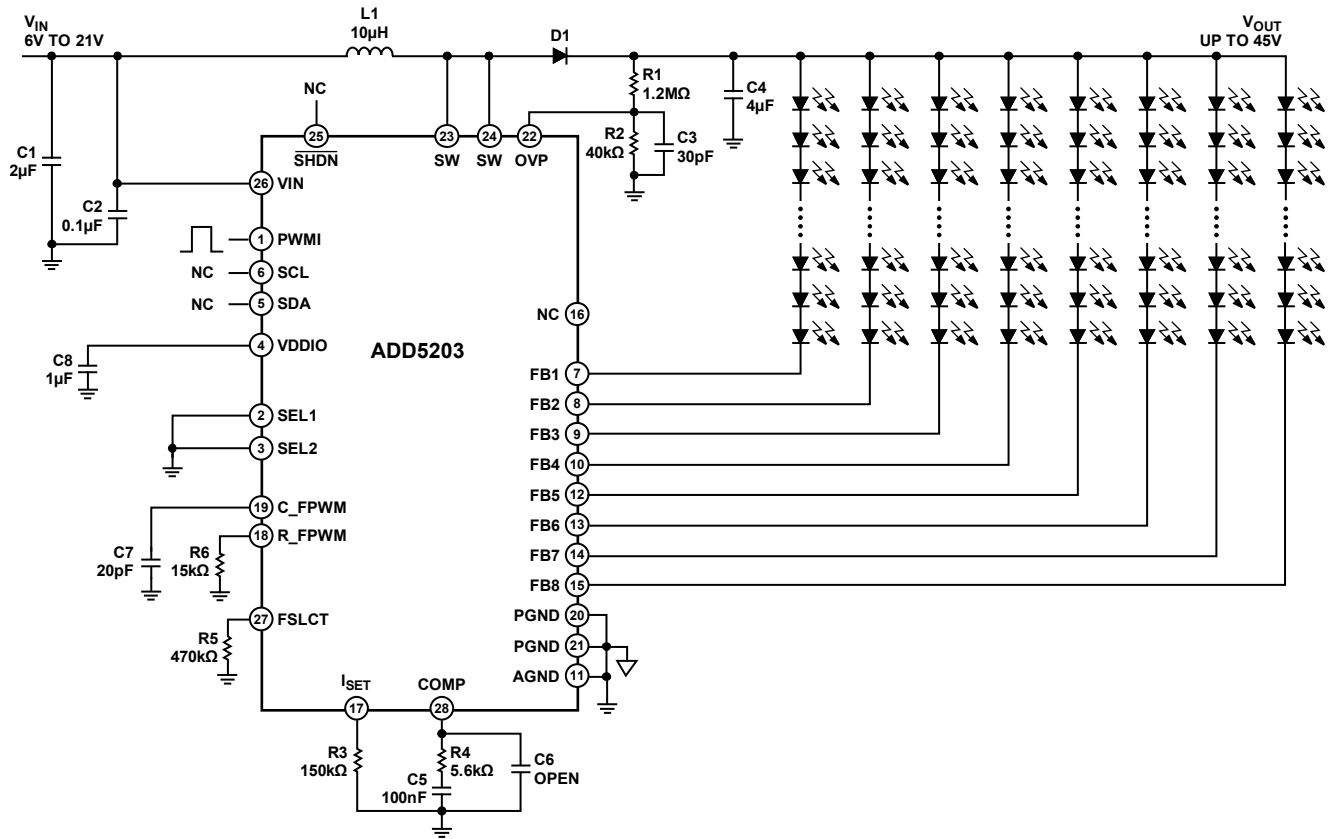 VIN
6V TO 21V
L1
10µH
D1
VOUT
UP TO 45V
R1
1.2MΩ
C4
4µF
NC
25
SHDN
23
SW
24
SW
22
OVP
R2
40kΩ
C3
30pF
C1
2µF
C2
0.1µF
26 VIN
1 PWMI
NC 6 SCL
NC 5 SDA
NC 16
ADD5203
C8
1µF
4 VDDIO
FB1 7
FB2 8
2 SEL1
3 SEL2
FB3 9
FB4 10
FB5 12
C7
20pF
19 C_FPWM
18 R_FPWM
R6
15kΩ
FB6 13
FB7 14
FB8 15
R5
470kΩ
27 FSLCT
PGND 20
PGND 21
AGND 11
ISET
17
COMP
28
R3
150kΩ
R4
5.6kΩ
C5
100nF
C6
OPEN